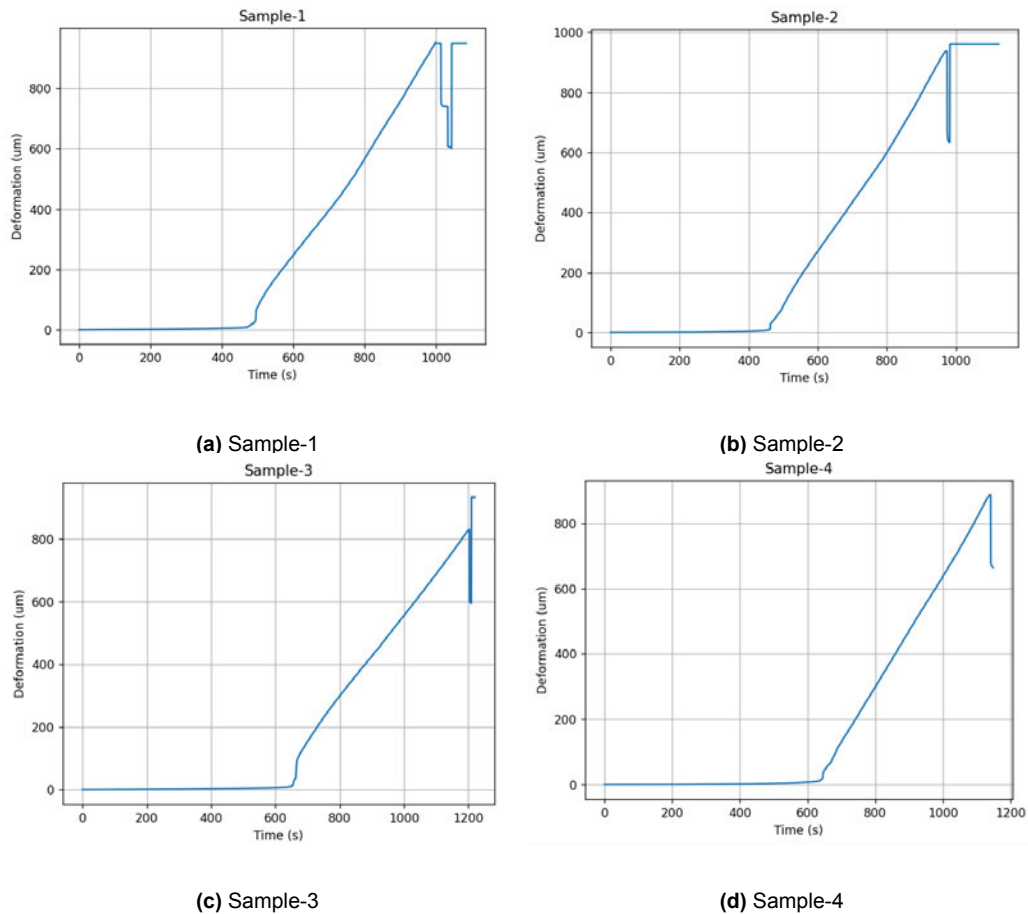 Sample-1
Deformation (um)
800
600
400
200
0
0 200 400 600 800 1000
Time (s)
(a) Sample-1
Sample-2
Deformation (um)
1000
800
600
400
200
0
0 200 400 600 800 1000
Time (s)
(b) Sample-2
Sample-3
Deformation (um)
800
600
400
200
0
0 200 400 600 800 1000 1200
Time (s)
(c) Sample-3
Sample-4
Deformation (um)
800
600
400
200
0
0 200 400 600 800 1000 1200
Time (s)
(d) Sample-4